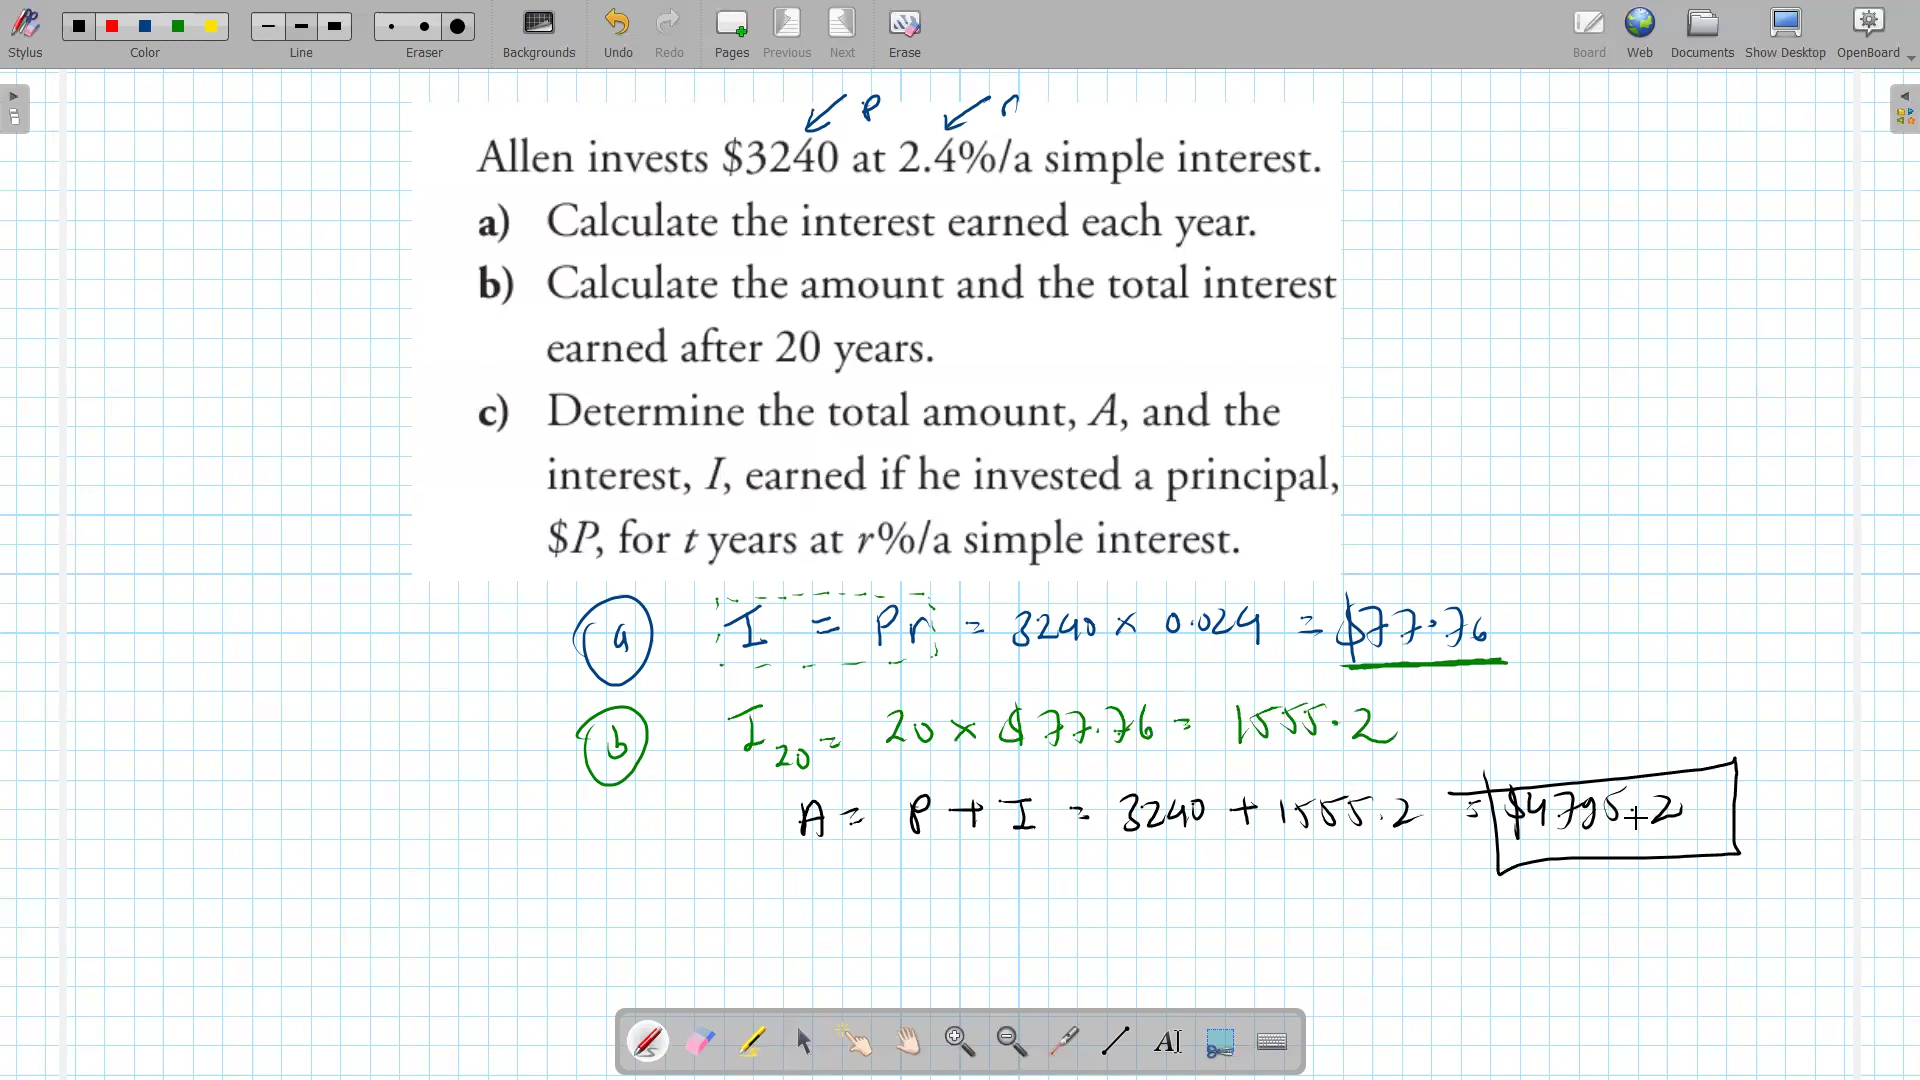 Stylus Color Line Eraser Backgrounds Undo Redo Pages Previous Next Erase Board Web Documents Show Desktop OpenBoard
P r
Allen invests $3240 at 2.4%/a simple interest.
a) Calculate the interest earned each year.
b) Calculate the amount and the total interest
earned after 20 years.
c) Determine the total amount, A, and the
interest, I, earned if he invested a principal,
$P, for t years at r%/a simple interest.
a I = Pr = 3240 × 0.024 = $77.76
b I20 = 20 × $77.76 = 1555.2
A = P + I = 3240 + 1555.2 = $4795.2